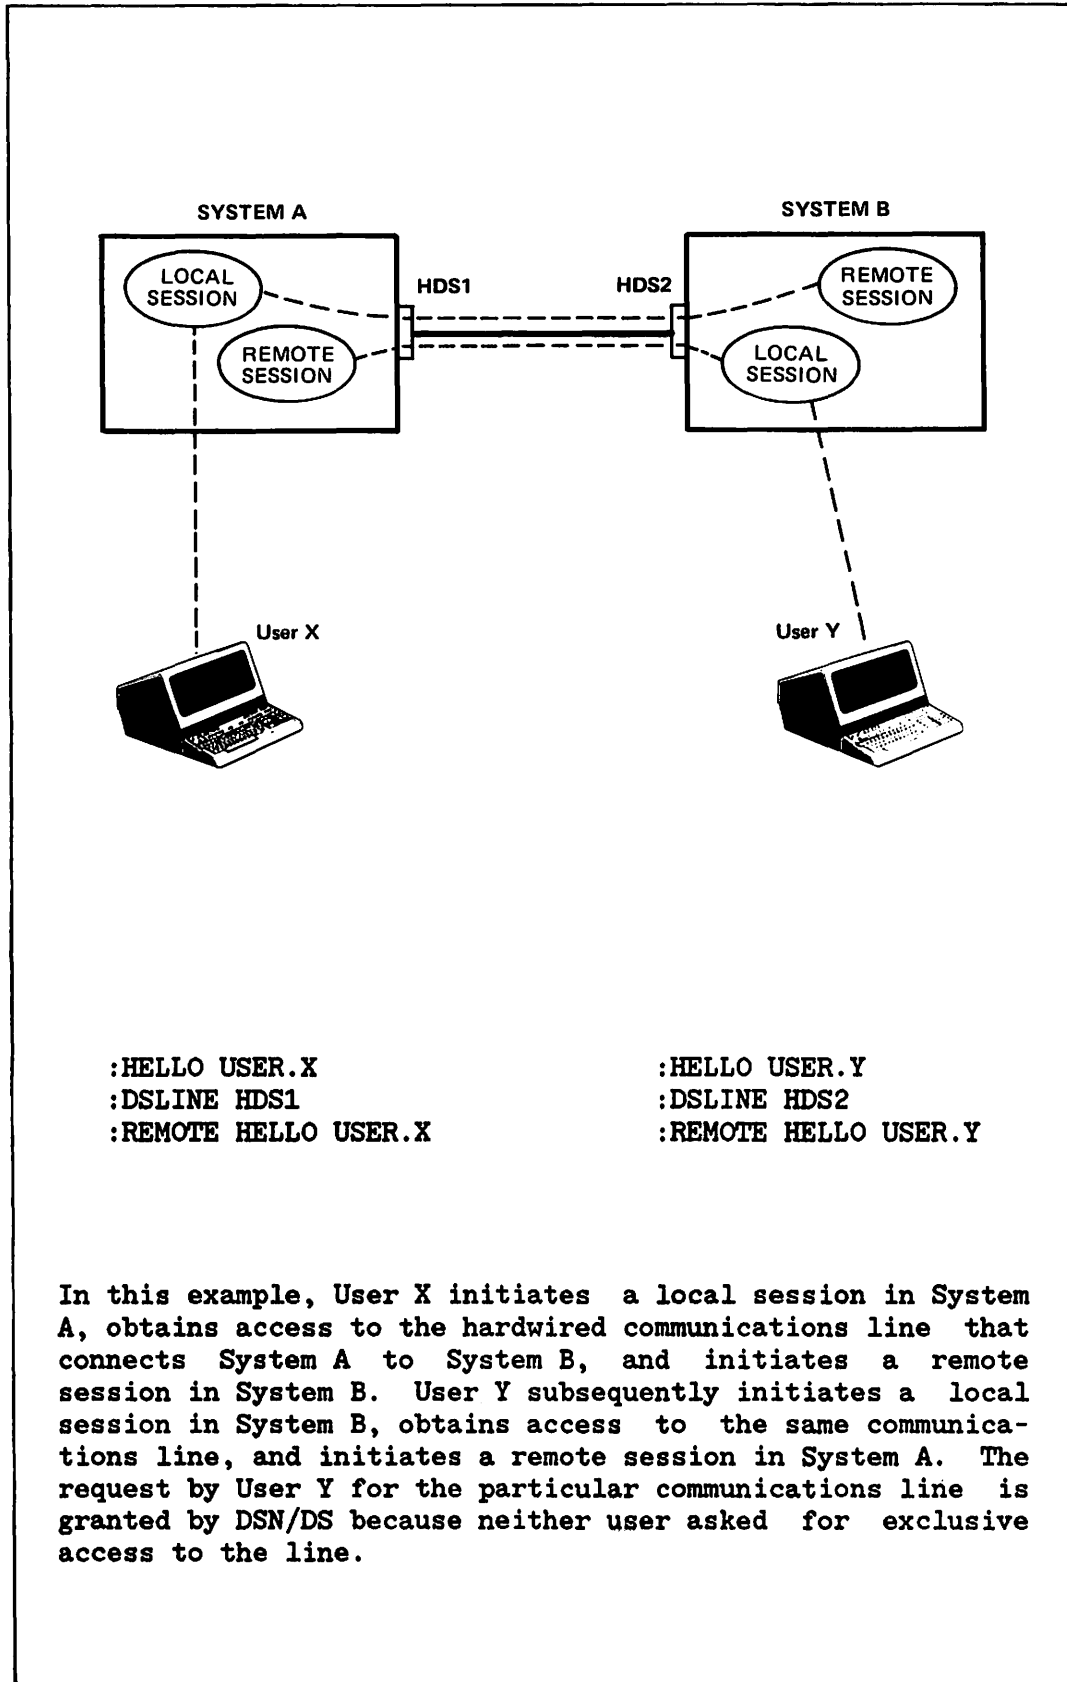 SYSTEM A
SYSTEM B
LOCAL
SESSION
HDS1
HDS2
REMOTE
SESSION
REMOTE
SESSION
LOCAL
SESSION
User X
User Y
:HELLO USER.X
:DSLINE HDS1
:REMOTE HELLO USER.X
:HELLO USER.Y
:DSLINE HDS2
:REMOTE HELLO USER.Y
In this example, User X initiates a local session in System
A, obtains access to the hardwired communications line that
connects System A to System B, and initiates a remote
session in System B. User Y subsequently initiates a local
session in System B, obtains access to the same communica-
tions line, and initiates a remote session in System A. The
request by User Y for the particular communications line is
granted by DSN/DS because neither user asked for exclusive
access to the line.